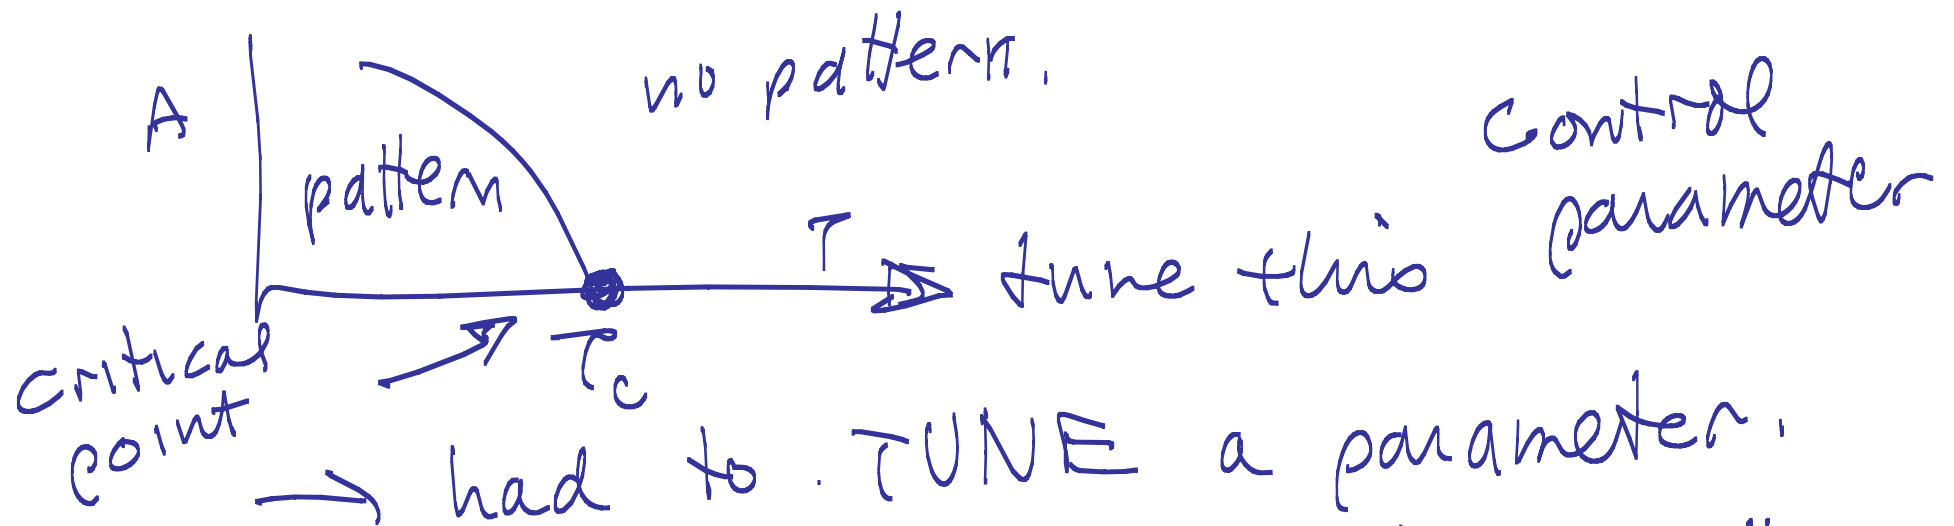 no pattern.
A
pattern
Control
parameter
T
tune this
Tc
critical
point
→ had to TUNE a parameter.